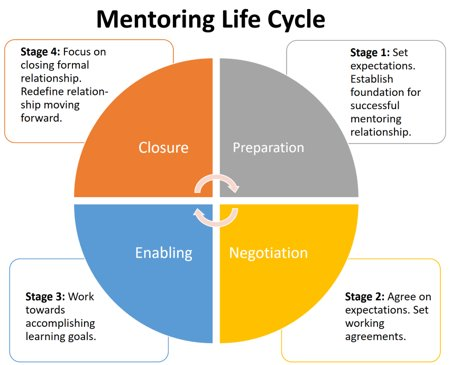 Mentoring Life Cycle
Stage 4: Focus on
closing formal
relationship.
Redefine relation-
ship moving
forward.
Stage 1: Set
expectations.
Establish
foundation for
successful
mentoring
relationship.
Closure
Preparation
Enabling
Negotiation
Stage 3: Work
towards
accomplishing
learning goals.
Stage 2: Agree on
expectations. Set
working
agreements.